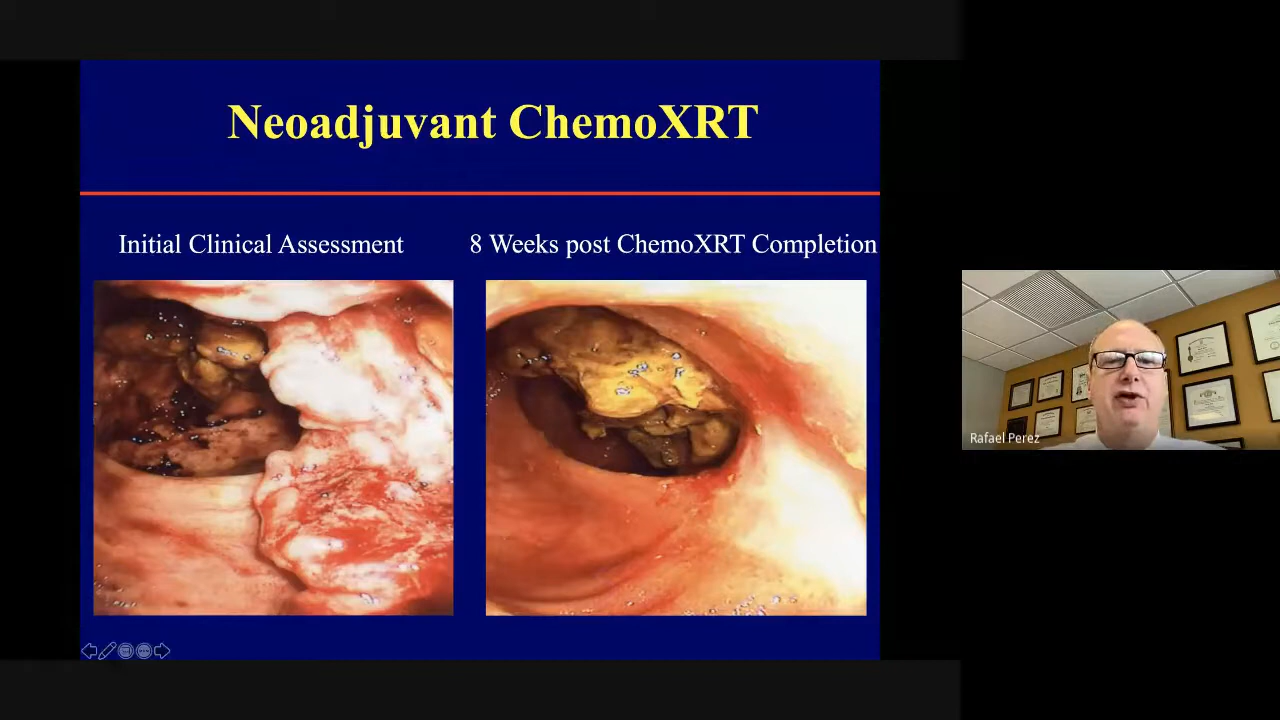 Neoadjuvant ChemoXRT
Initial Clinical Assessment
8 Weeks post ChemoXRT Completion
Rafael Perez